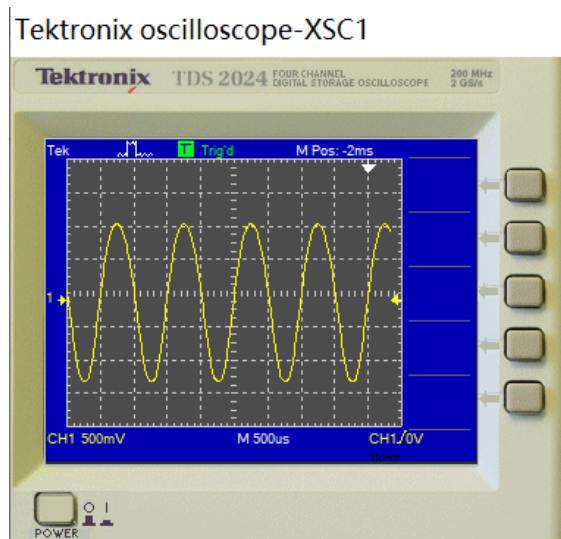 Tektronix oscilloscope-XSC1
Tektronix TDS 2024 FOUR CHANNEL DIGITAL STORAGE OSCILLOSCOPE 200 MHz 2 GS/s
Tek T Trig'd M Pos: -2ms
1
CH1 500mV M 500us CH1 / 0V
O I
POWER